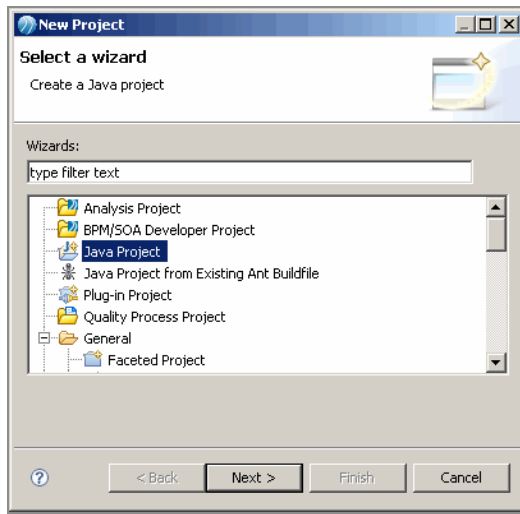 New Project
Select a wizard
Create a Java project
Wizards:
type filter text
Analysis Project
BPM/SOA Developer Project
Java Project
Java Project from Existing Ant Buildfile
Plug-in Project
Quality Process Project
General
Faceted Project
? < Back Next > Finish Cancel